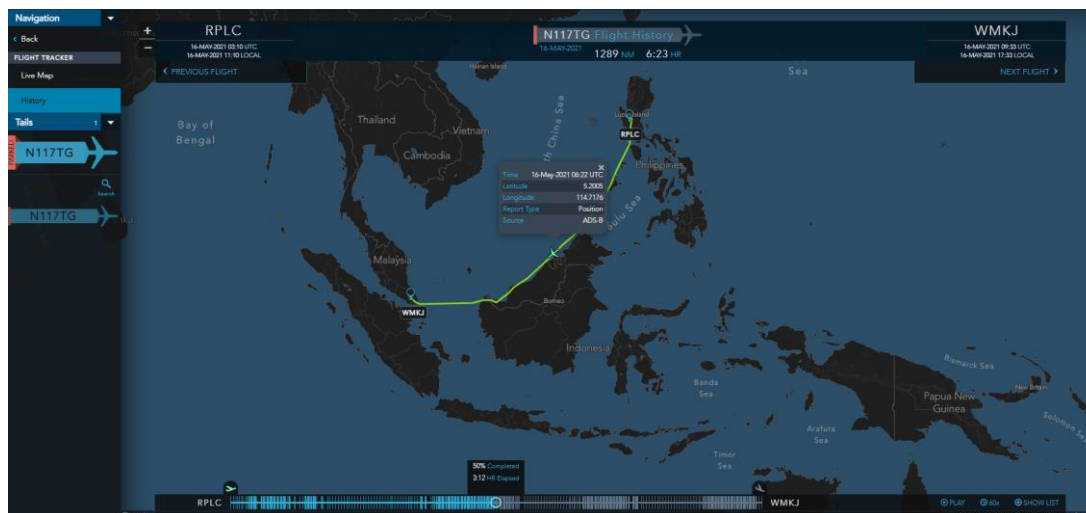 Navigation
Back
FLIGHT TRACKER
Live Map
History
Tails 1
N117TG
Search
N117TG
+
−
RPLC
16-MAY-2021 03:10 UTC
16-MAY-2021 11:10 LOCAL
PREVIOUS FLIGHT
N117TG Flight History
16-MAY-2021
1289 NM 6:23 HR
WMKJ
16-MAY-2021 09:33 UTC
16-MAY-2021 17:33 LOCAL
NEXT FLIGHT
Hainan Island
Sea
Bay of
Bengal
Thailand
Vietnam
Cambodia
China Sea
Luzon Island
RPLC
Philippines
Time 16-May-2021 06:22 UTC
Latitude 5.2005
Longitude 114.7176
Report Type Position
Source ADS-B
Sulu Sea
Malaysia
WMKJ
Borneo
Indonesia
Banda
Sea
Bismarck Sea
New Britain
Papua New
Guinea
Solomon Sea
Arafura
Sea
Timor
Sea
50% Completed
3:12 HR Elapsed
RPLC
WMKJ
PLAY 60x SHOW LIST